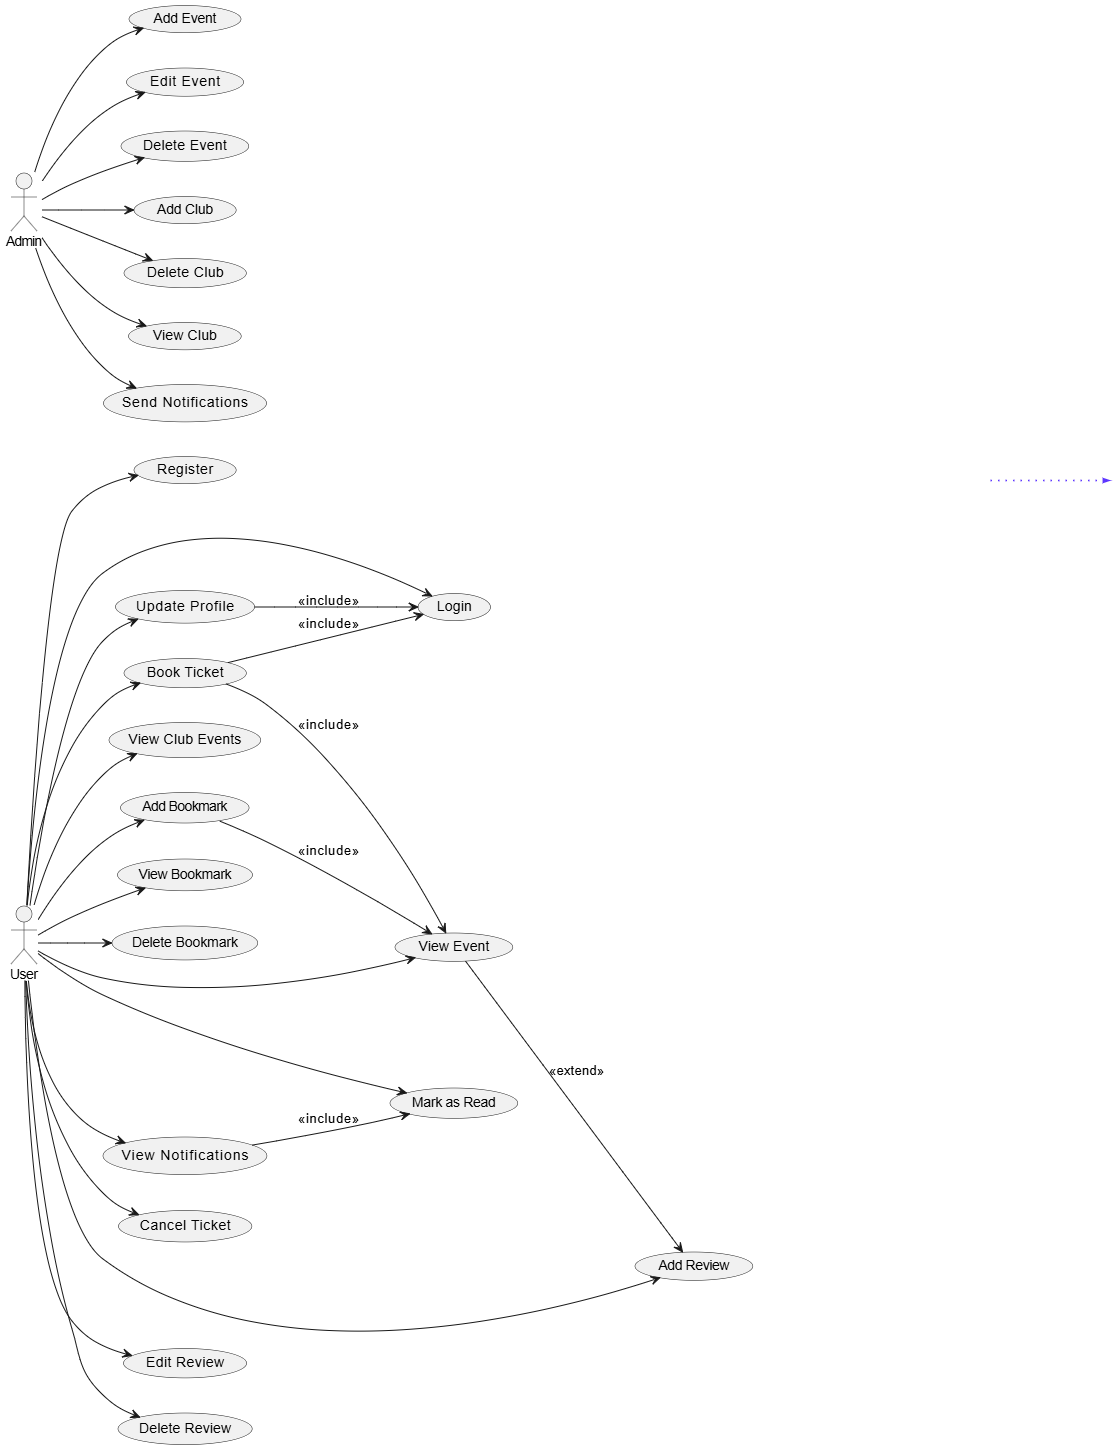 Add Event
Edit Event
Delete Event
Add Club
Admin
Delete Club
View Club
Send Notifications
Register
«include»
Update Profile
Login
«include»
Book Ticket
«include»
View Club Events
Add Bookmark
«include»
View Bookmark
Delete Bookmark
View Event
User
«extend»
Mark as Read
«include»
View Notifications
Cancel Ticket
Add Review
Edit Review
Delete Review